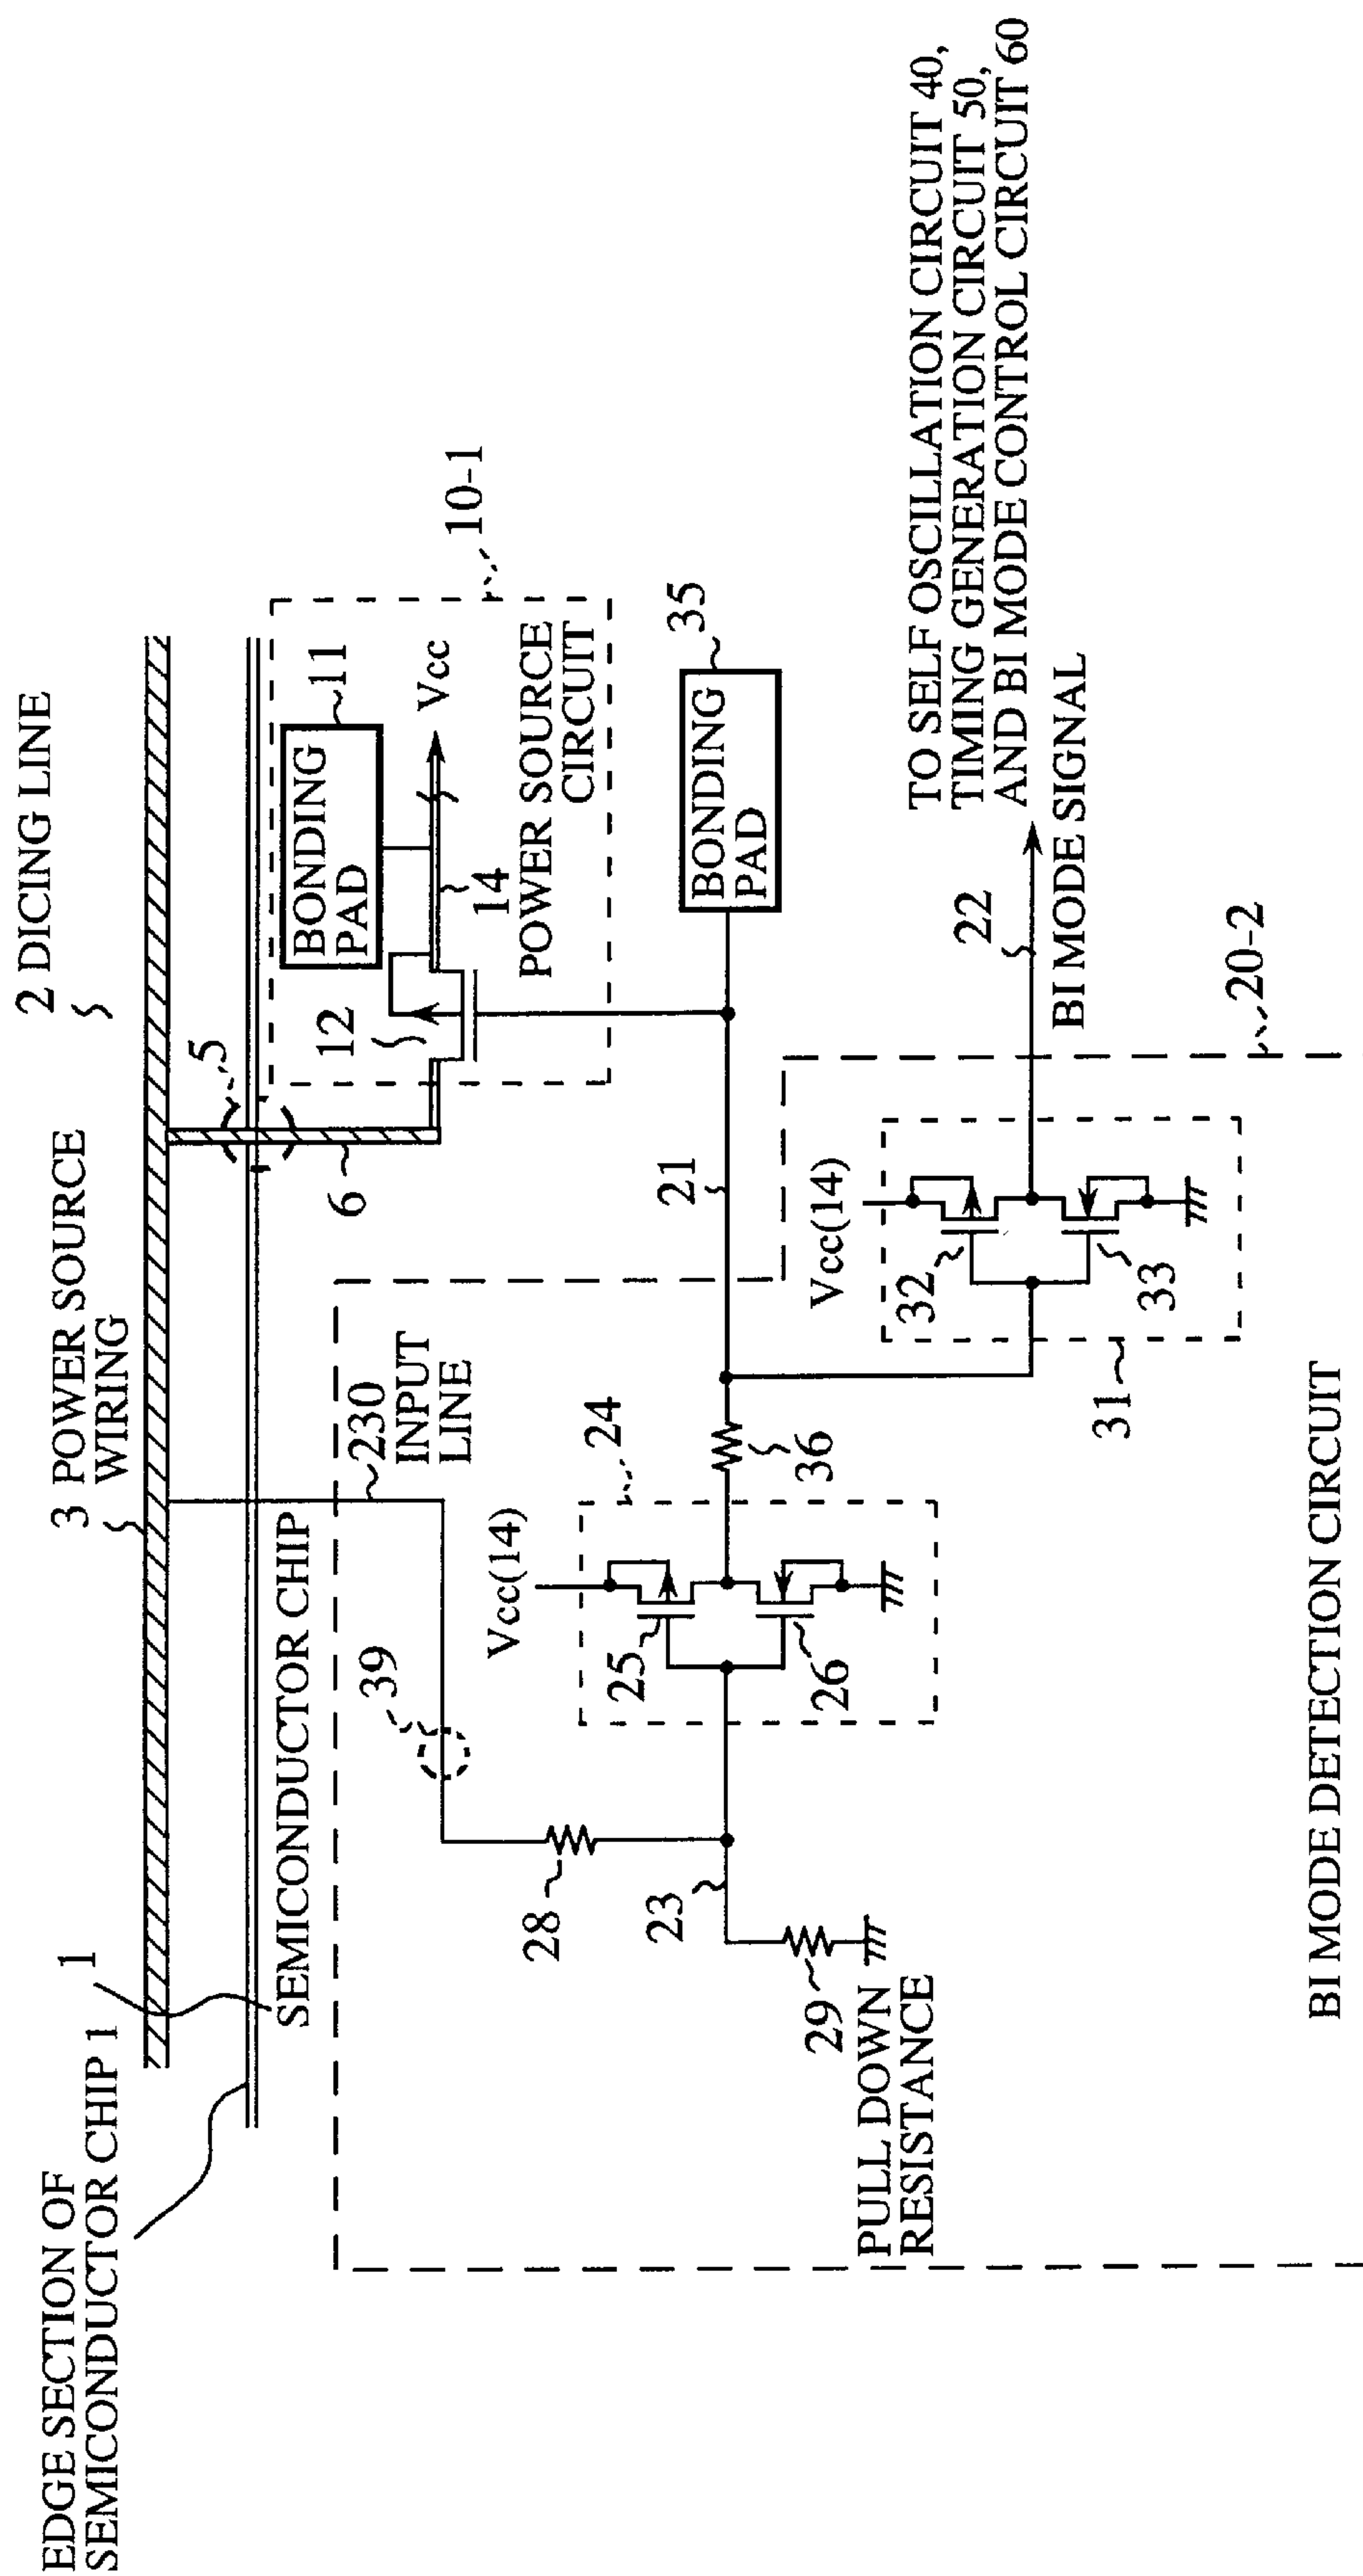 EDGE SECTION OF
SEMICONDUCTOR CHIP 1
1
3 POWER SOURCE
WIRING
2 DICING LINE
SEMICONDUCTOR CHIP
230
INPUT
LINE
5
6
39
28
23
29
PULL DOWN
RESISTANCE
Vcc(14)
24
25
26
36
21
12
BONDING
PAD
11
14
Vcc
POWER SOURCE
CIRCUIT
10-1
BONDING
PAD
35
Vcc(14)
32
33
31
22
BI MODE SIGNAL
TO SELF OSCILLATION CIRCUIT 40,
TIMING GENERATION CIRCUIT 50,
AND BI MODE CONTROL CIRCUIT 60
20-2
BI MODE DETECTION CIRCUIT